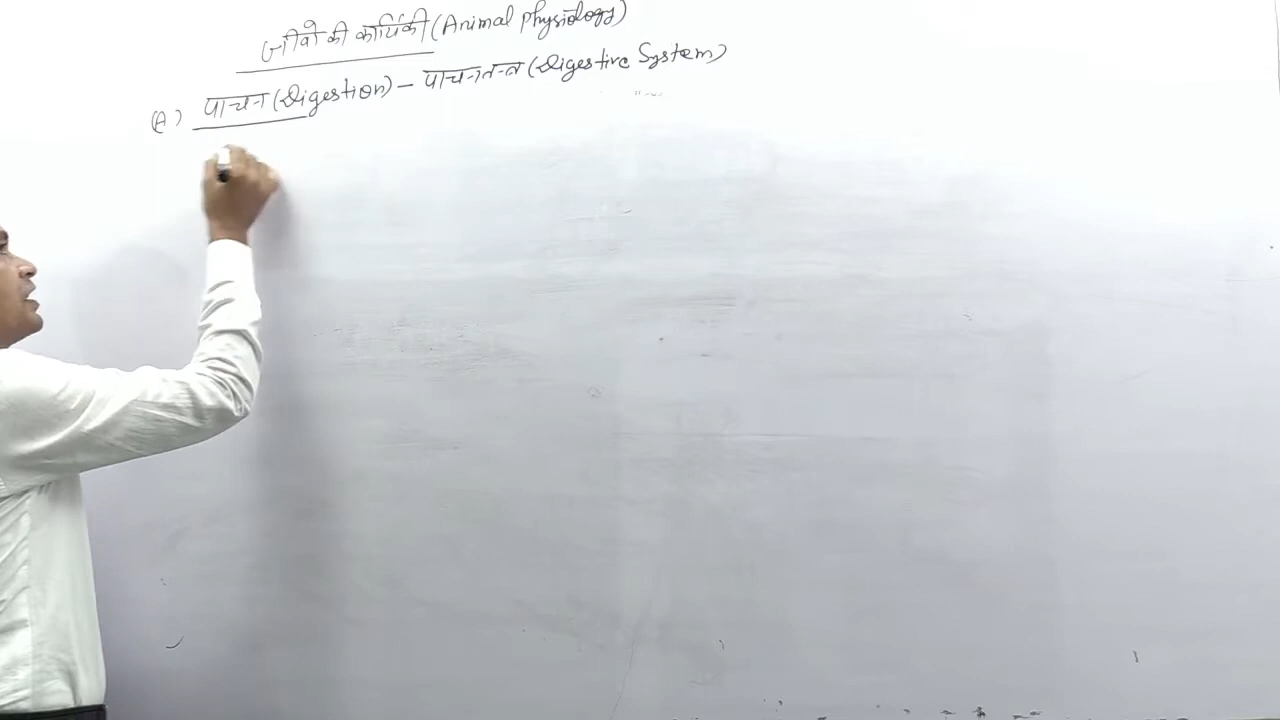 जीवो की कार्यिकी (Animal physiology)
(A) पाचन (Digestion) - पाचनतन्त्र (Digestive System)